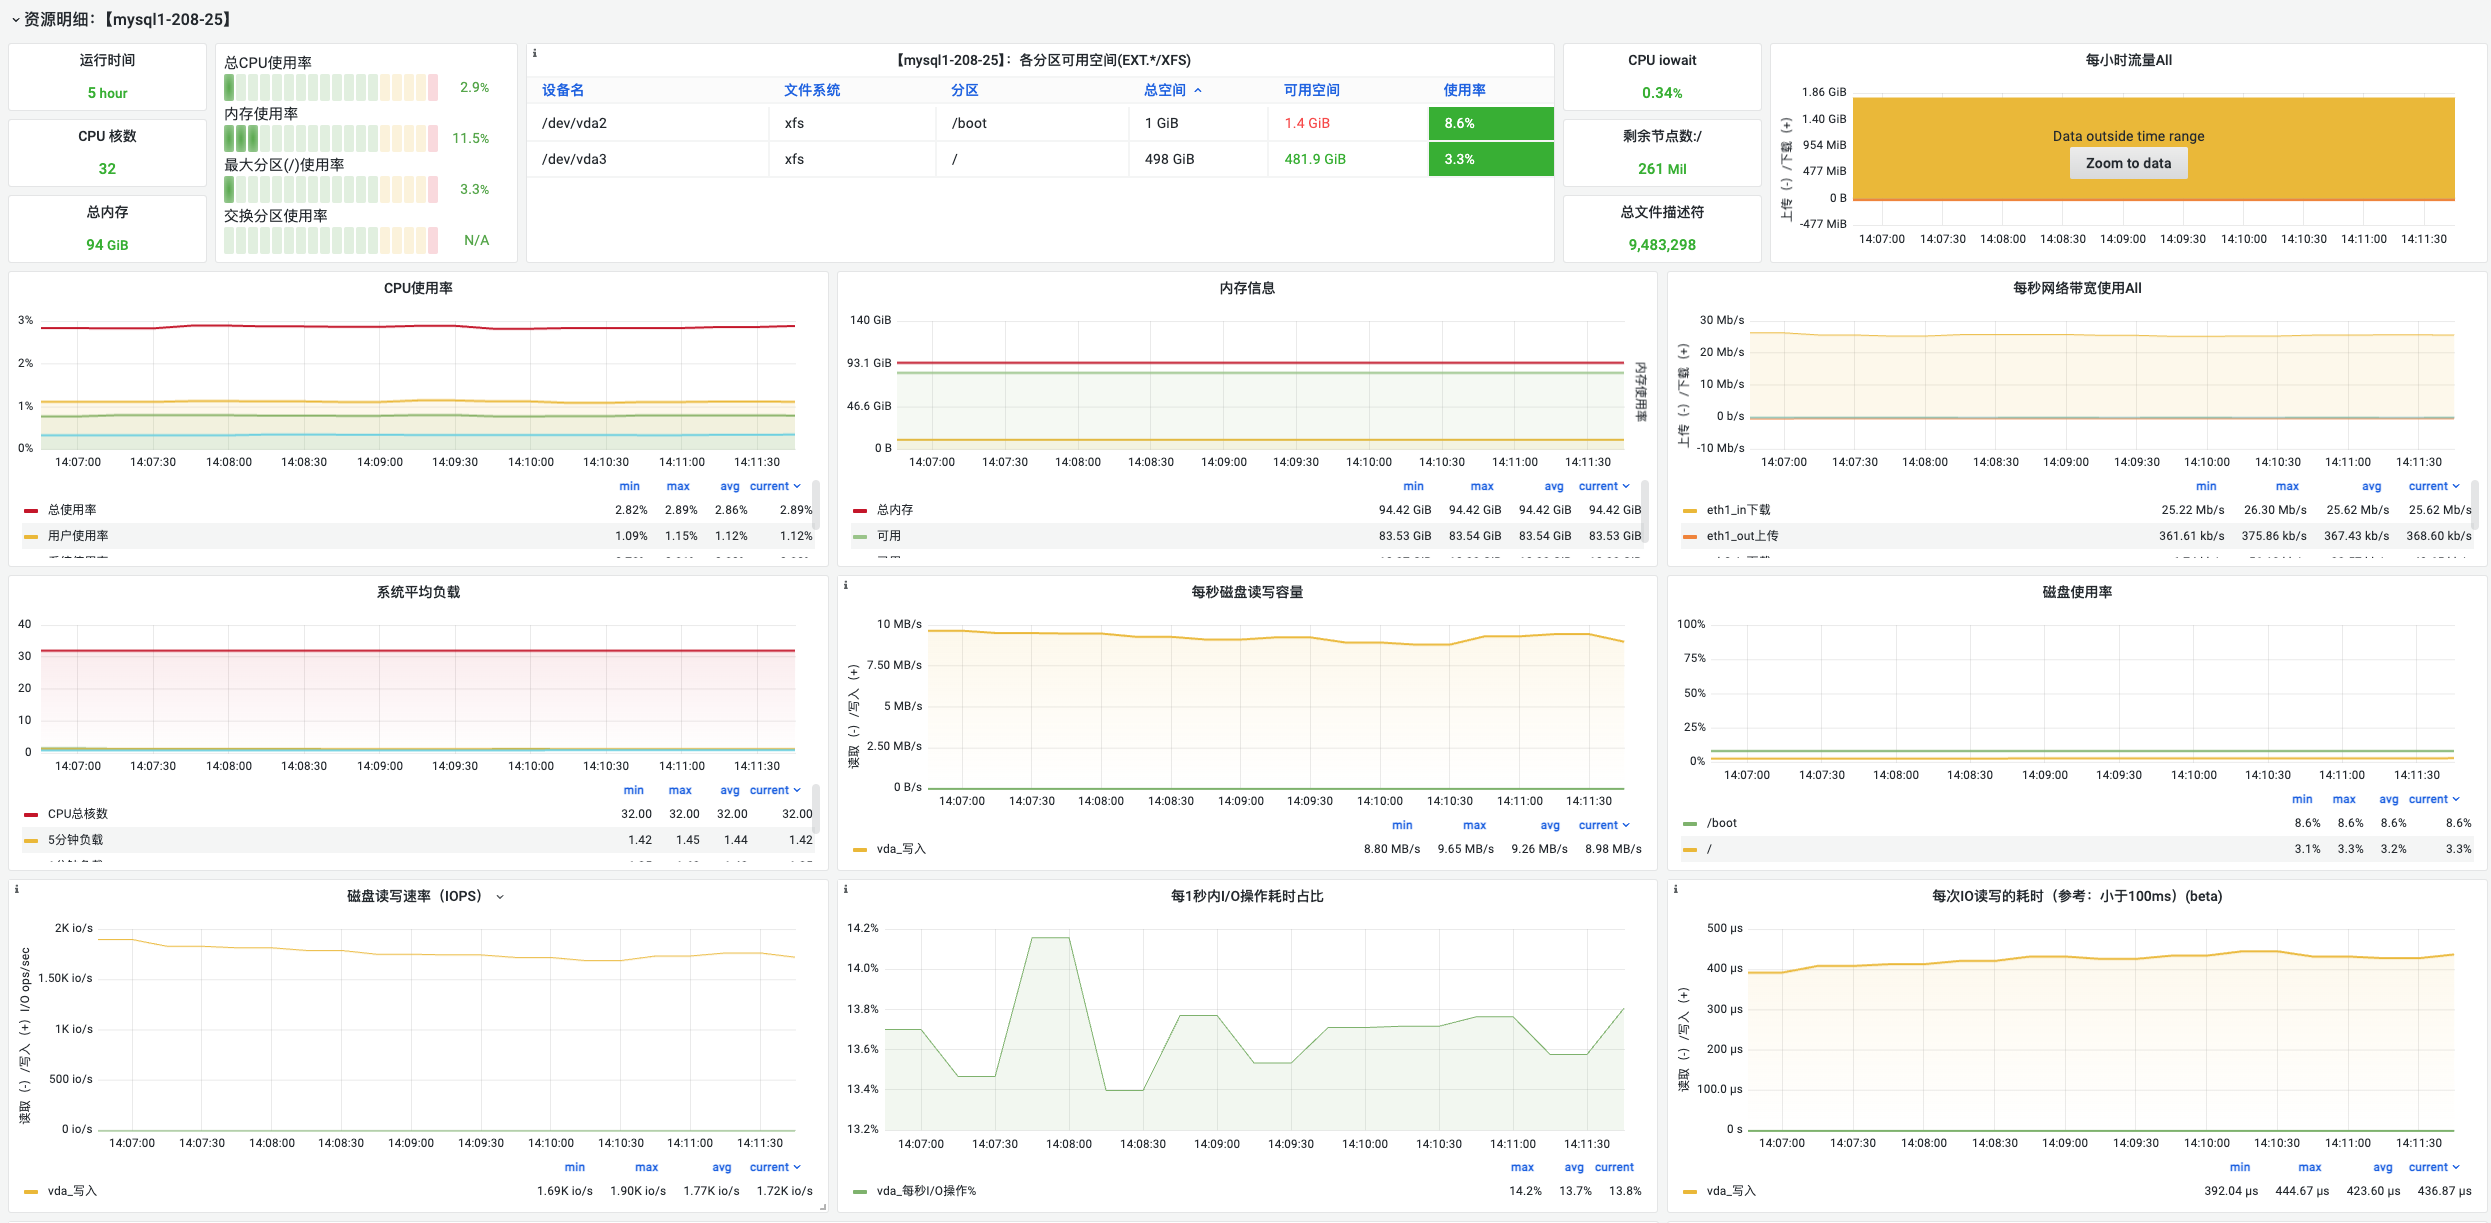 资源明细：【mysql1-208-25】
运行时间
5 hour
CPU 核数
32
总内存
94 GiB
总CPU使用率
2.9%
内存使用率
11.5%
最大分区(/)使用率
3.3%
交换分区使用率
N/A
【mysql1-208-25】：各分区可用空间(EXT.*/XFS)
设备名 文件系统 分区 总空间 可用空间 使用率
/dev/vda2 xfs /boot 1 GiB 1.4 GiB 8.6%
/dev/vda3 xfs / 498 GiB 481.9 GiB 3.3%
CPU iowait
0.34%
剩余节点数:/
261 Mil
总文件描述符
9,483,298
每小时流量All
上传（-）/下载（+）
1.86 GiB
1.40 GiB
954 MiB
477 MiB
0 B
-477 MiB
Data outside time range
Zoom to data
14:07:00 14:07:30 14:08:00 14:08:30 14:09:00 14:09:30 14:10:00 14:10:30 14:11:00 14:11:30
CPU使用率
3%
2%
1%
0%
14:07:00 14:07:30 14:08:00 14:08:30 14:09:00 14:09:30 14:10:00 14:10:30 14:11:00 14:11:30
min max avg current
总使用率 2.82% 2.89% 2.86% 2.89%
用户使用率 1.09% 1.15% 1.12% 1.12%
内存信息
140 GiB
93.1 GiB
46.6 GiB
0 B
内存使用率
14:07:00 14:07:30 14:08:00 14:08:30 14:09:00 14:09:30 14:10:00 14:10:30 14:11:00 14:11:30
min max avg current
总内存 94.42 GiB 94.42 GiB 94.42 GiB 94.42 GiB
可用 83.53 GiB 83.54 GiB 83.54 GiB 83.53 GiB
每秒网络带宽使用All
上传（-）/下载（+）
30 Mb/s
20 Mb/s
10 Mb/s
0 b/s
-10 Mb/s
14:07:00 14:07:30 14:08:00 14:08:30 14:09:00 14:09:30 14:10:00 14:10:30 14:11:00 14:11:30
min max avg current
eth1_in下载 25.22 Mb/s 26.30 Mb/s 25.62 Mb/s 25.62 Mb/s
eth1_out上传 361.61 kb/s 375.86 kb/s 367.43 kb/s 368.60 kb/s
系统平均负载
40
30
20
10
0
14:07:00 14:07:30 14:08:00 14:08:30 14:09:00 14:09:30 14:10:00 14:10:30 14:11:00 14:11:30
min max avg current
CPU总核数 32.00 32.00 32.00 32.00
5分钟负载 1.42 1.45 1.44 1.42
每秒磁盘读写容量
读取（-）/写入（+）
10 MB/s
7.50 MB/s
5 MB/s
2.50 MB/s
0 B/s
14:07:00 14:07:30 14:08:00 14:08:30 14:09:00 14:09:30 14:10:00 14:10:30 14:11:00 14:11:30
min max avg current
vda_写入 8.80 MB/s 9.65 MB/s 9.26 MB/s 8.98 MB/s
磁盘使用率
100%
75%
50%
25%
0%
14:07:00 14:07:30 14:08:00 14:08:30 14:09:00 14:09:30 14:10:00 14:10:30 14:11:00 14:11:30
min max avg current
/boot 8.6% 8.6% 8.6% 8.6%
/ 3.1% 3.3% 3.2% 3.3%
磁盘读写速率（IOPS）
读取（-）/写入（+）I/O ops/sec
2K io/s
1.50K io/s
1K io/s
500 io/s
0 io/s
14:07:00 14:07:30 14:08:00 14:08:30 14:09:00 14:09:30 14:10:00 14:10:30 14:11:00 14:11:30
min max avg current
vda_写入 1.69K io/s 1.90K io/s 1.77K io/s 1.72K io/s
每1秒内I/O操作耗时占比
14.2%
14.0%
13.8%
13.6%
13.4%
13.2%
14:07:00 14:07:30 14:08:00 14:08:30 14:09:00 14:09:30 14:10:00 14:10:30 14:11:00 14:11:30
max avg current
vda_每秒I/O操作% 14.2% 13.7% 13.8%
每次IO读写的耗时（参考：小于100ms）(beta)
读取（-）/写入（+）
500 µs
400 µs
300 µs
200 µs
100.0 µs
0 s
14:07:00 14:07:30 14:08:00 14:08:30 14:09:00 14:09:30 14:10:00 14:10:30 14:11:00 14:11:30
min max avg current
vda_写入 392.04 µs 444.67 µs 423.60 µs 436.87 µs